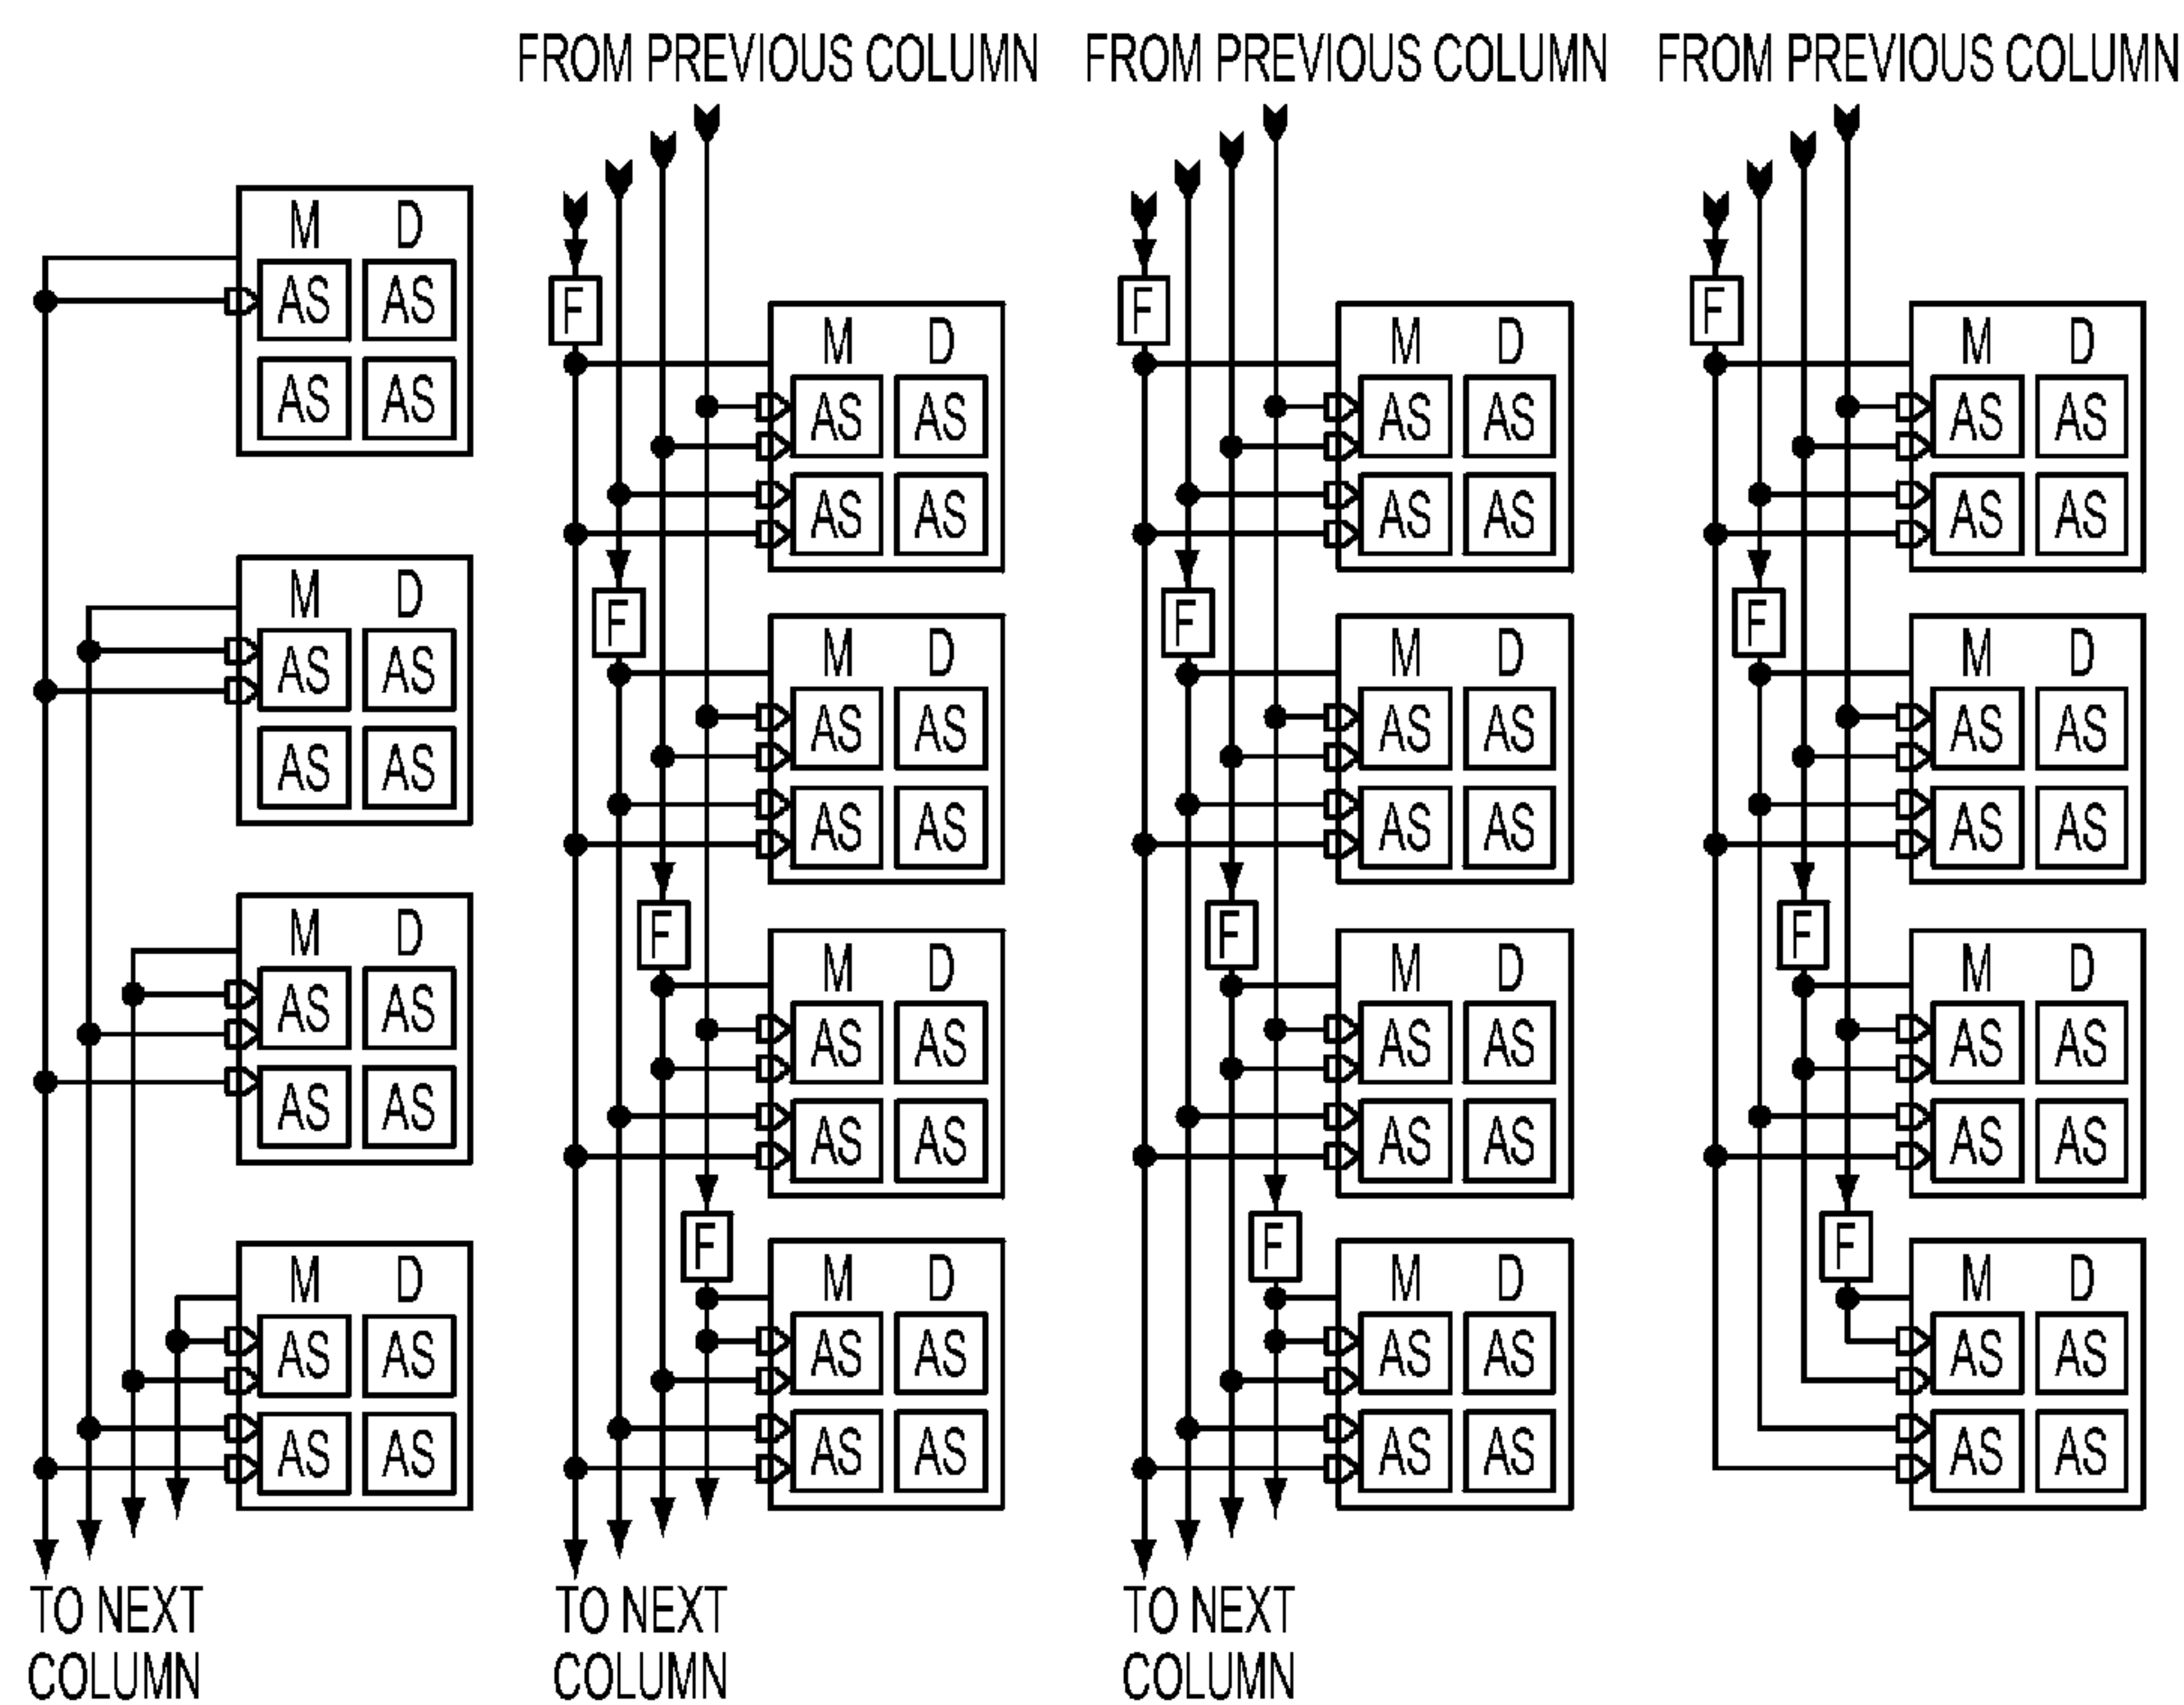 FROM PREVIOUS COLUMN FROM PREVIOUS COLUMN FROM PREVIOUS COLUMN
M D
AS AS
AS AS
M D
AS AS
AS AS
M D
AS AS
AS AS
M D
AS AS
AS AS
TO NEXT
COLUMN
F
M D
AS AS
AS AS
F
M D
AS AS
AS AS
F
M D
AS AS
AS AS
F
M D
AS AS
AS AS
TO NEXT
COLUMN
F
M D
AS AS
AS AS
F
M D
AS AS
AS AS
F
M D
AS AS
AS AS
F
M D
AS AS
AS AS
TO NEXT
COLUMN
F
M D
AS AS
AS AS
F
M D
AS AS
AS AS
F
M D
AS AS
AS AS
F
M D
AS AS
AS AS